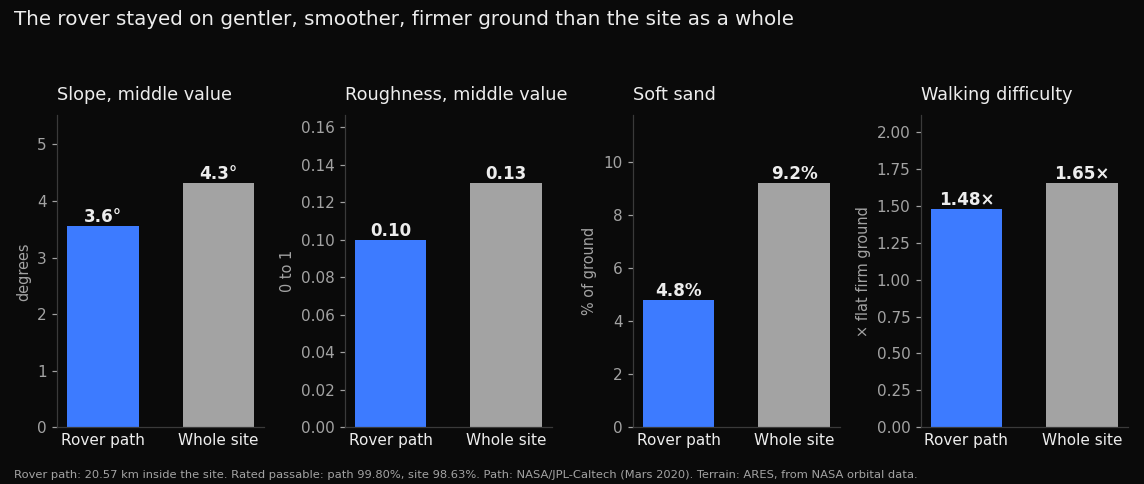 The rover stayed on gentler, smoother, firmer ground than the site as a whole
Slope, middle value
degrees
5
4
3
2
1
0
3.6°
4.3°
Rover path
Whole site
Roughness, middle value
0 to 1
0.16
0.14
0.12
0.10
0.08
0.06
0.04
0.02
0.00
0.10
0.13
Rover path
Whole site
Soft sand
% of ground
10
8
6
4
2
0
4.8%
9.2%
Rover path
Whole site
Walking difficulty
× flat firm ground
2.00
1.75
1.50
1.25
1.00
0.75
0.50
0.25
0.00
1.48×
1.65×
Rover path
Whole site
Rover path: 20.57 km inside the site. Rated passable: path 99.80%, site 98.63%. Path: NASA/JPL-Caltech (Mars 2020). Terrain: ARES, from NASA orbital data.